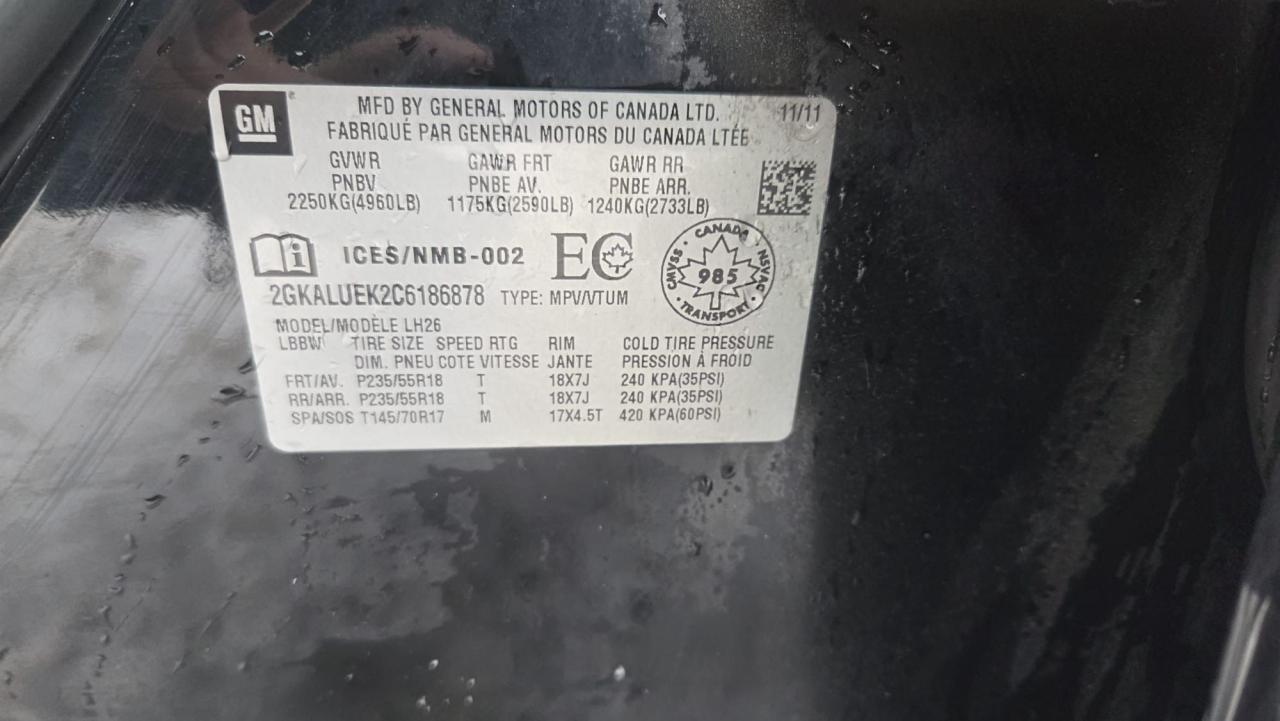 GM
MFD BY GENERAL MOTORS OF CANADA LTD. 11/11
FABRIQUÉ PAR GENERAL MOTORS DU CANADA LTÉE
GVWR GAWR FRT GAWR RR
PNBV PNBE AV. PNBE ARR.
2250KG(4960LB) 1175KG(2590LB) 1240KG(2733LB)
ICES/NMB-002 EC
CANADA
CMVSS 985 NSVAC
TRANSPORT
2GKALUEK2C6186878 TYPE: MPV/VTUM
MODEL/MODÈLE LH26
LBBW TIRE SIZE SPEED RTG RIM COLD TIRE PRESSURE
DIM. PNEU COTE VITESSE JANTE PRESSION À FROID
FRT/AV. P235/55R18 T 18X7J 240 KPA(35PSI)
RR/ARR. P235/55R18 T 18X7J 240 KPA(35PSI)
SPA/SOS T145/70R17 M 17X4.5T 420 KPA(60PSI)